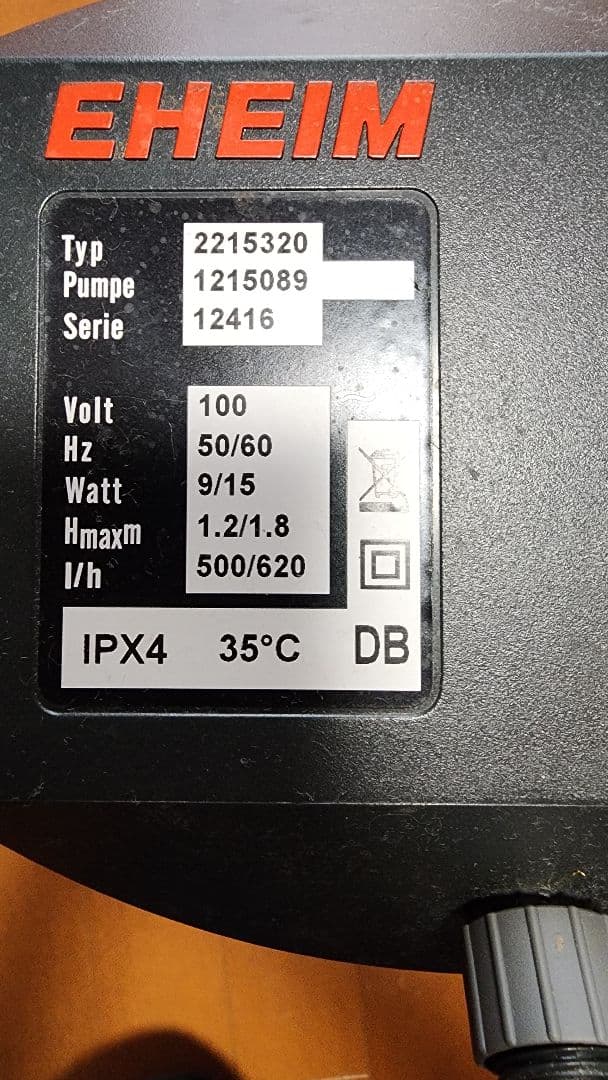 EHEIM
Typ 2215320
Pumpe 1215089
Serie 12416
Volt 100
Hz 50/60
Watt 9/15
Hmaxm 1.2/1.8
l/h 500/620
IPX4 35°C DB